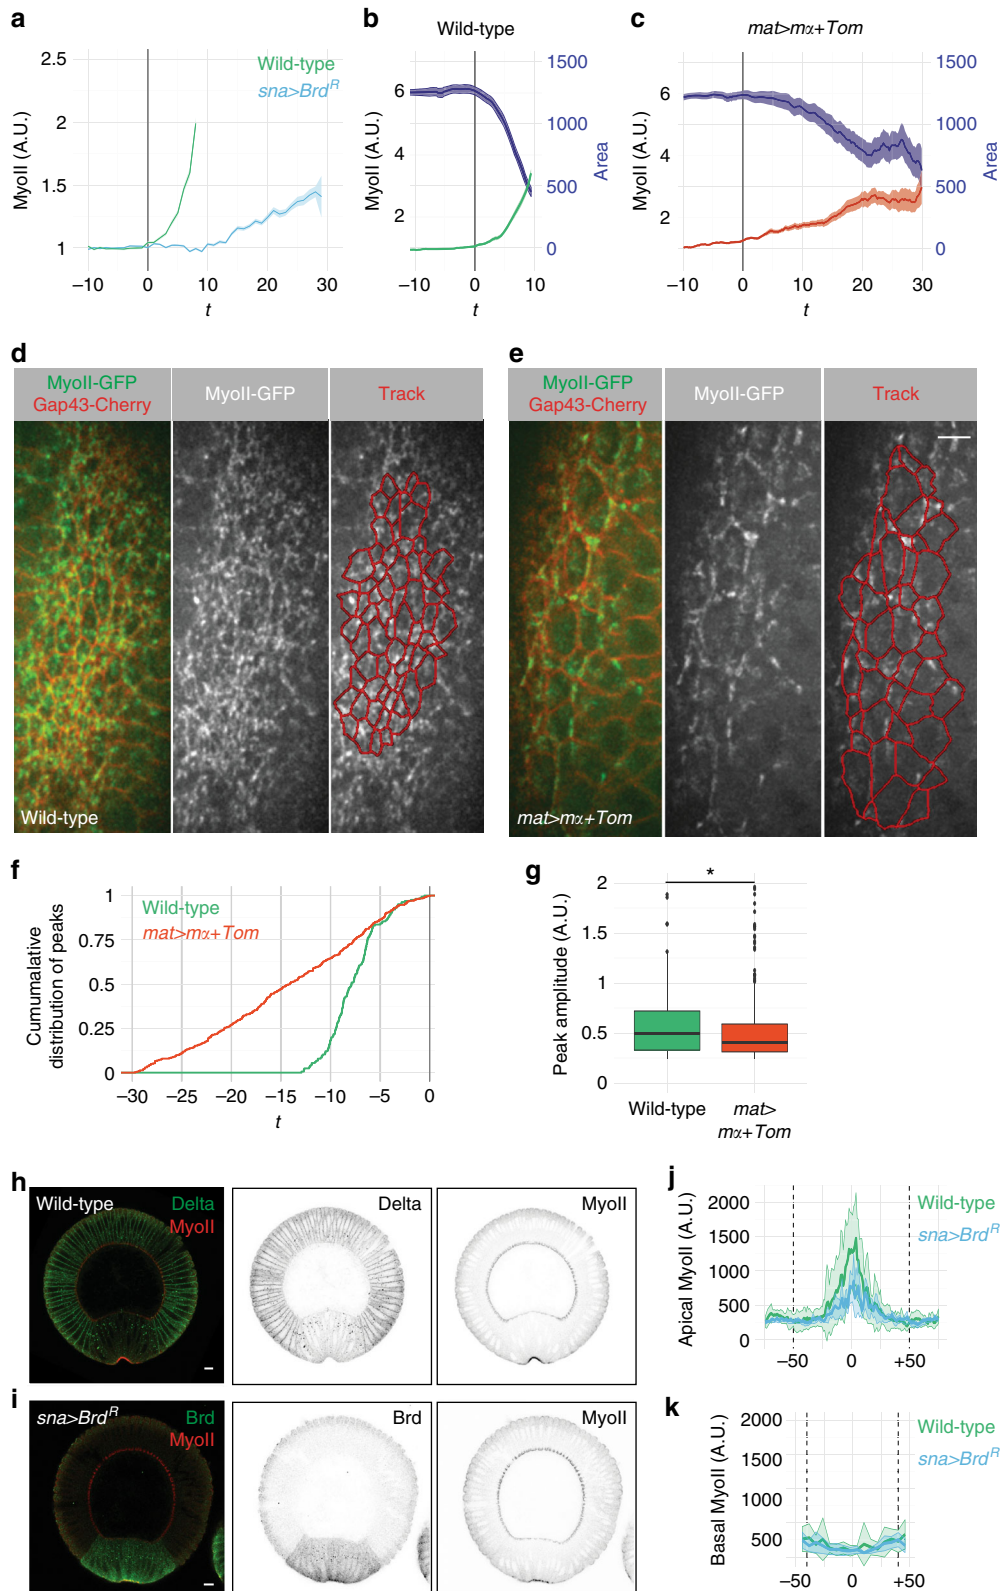 a
2.5
2
1.5
1
MyoII (A.U.)
Wild-type
sna>Brd^R
−10
0
10
20
30
t
b
Wild-type
6
4
2
MyoII (A.U.)
1500
1000
500
0
Area
−10
0
10
t
c
mat>mα+Tom
6
4
2
MyoII (A.U.)
1500
1000
500
0
Area
−10
0
10
20
30
t
d
MyoII-GFP
Gap43-Cherry
MyoII-GFP
Track
Wild-type
e
MyoII-GFP
Gap43-Cherry
MyoII-GFP
Track
mat>mα+Tom
f
1
0.75
0.5
0.25
0
Cumumalative
distribution of peaks
Wild-type
mat>mα+Tom
−30
−25
−20
−15
−10
−5
0
t
g
2
1.5
1
0.5
0
Peak amplitude (A.U.)
*
Wild-type
mat>
mα+Tom
h
Wild-type
Delta
MyoII
Delta
MyoII
i
sna>Brd^R
Brd
MyoII
Brd
MyoII
j
2000
1500
1000
500
0
Apical MyoII (A.U.)
Wild-type
sna>Brd^R
−50
0
+50
k
2000
1500
1000
500
Basal MyoII (A.U.)
Wild-type
sna>Brd^R
−50
0
+50